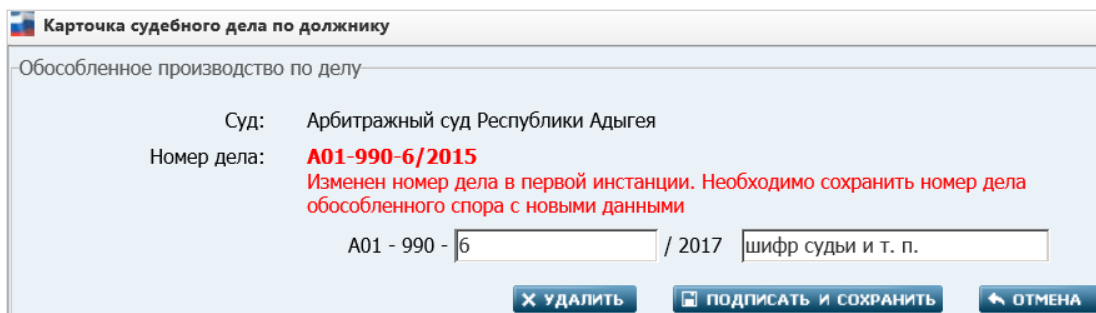 Карточка судебного дела по должнику
Обособленное производство по делу
Суд: Арбитражный суд Республики Адыгея
Номер дела: А01-990-6/2015
Изменен номер дела в первой инстанции. Необходимо сохранить номер дела
обособленного спора с новыми данными
А01 - 990 - 6 / 2017 шифр судьи и т. п.
X УДАЛИТЬ ПОДПИСАТЬ И СОХРАНИТЬ ОТМЕНА